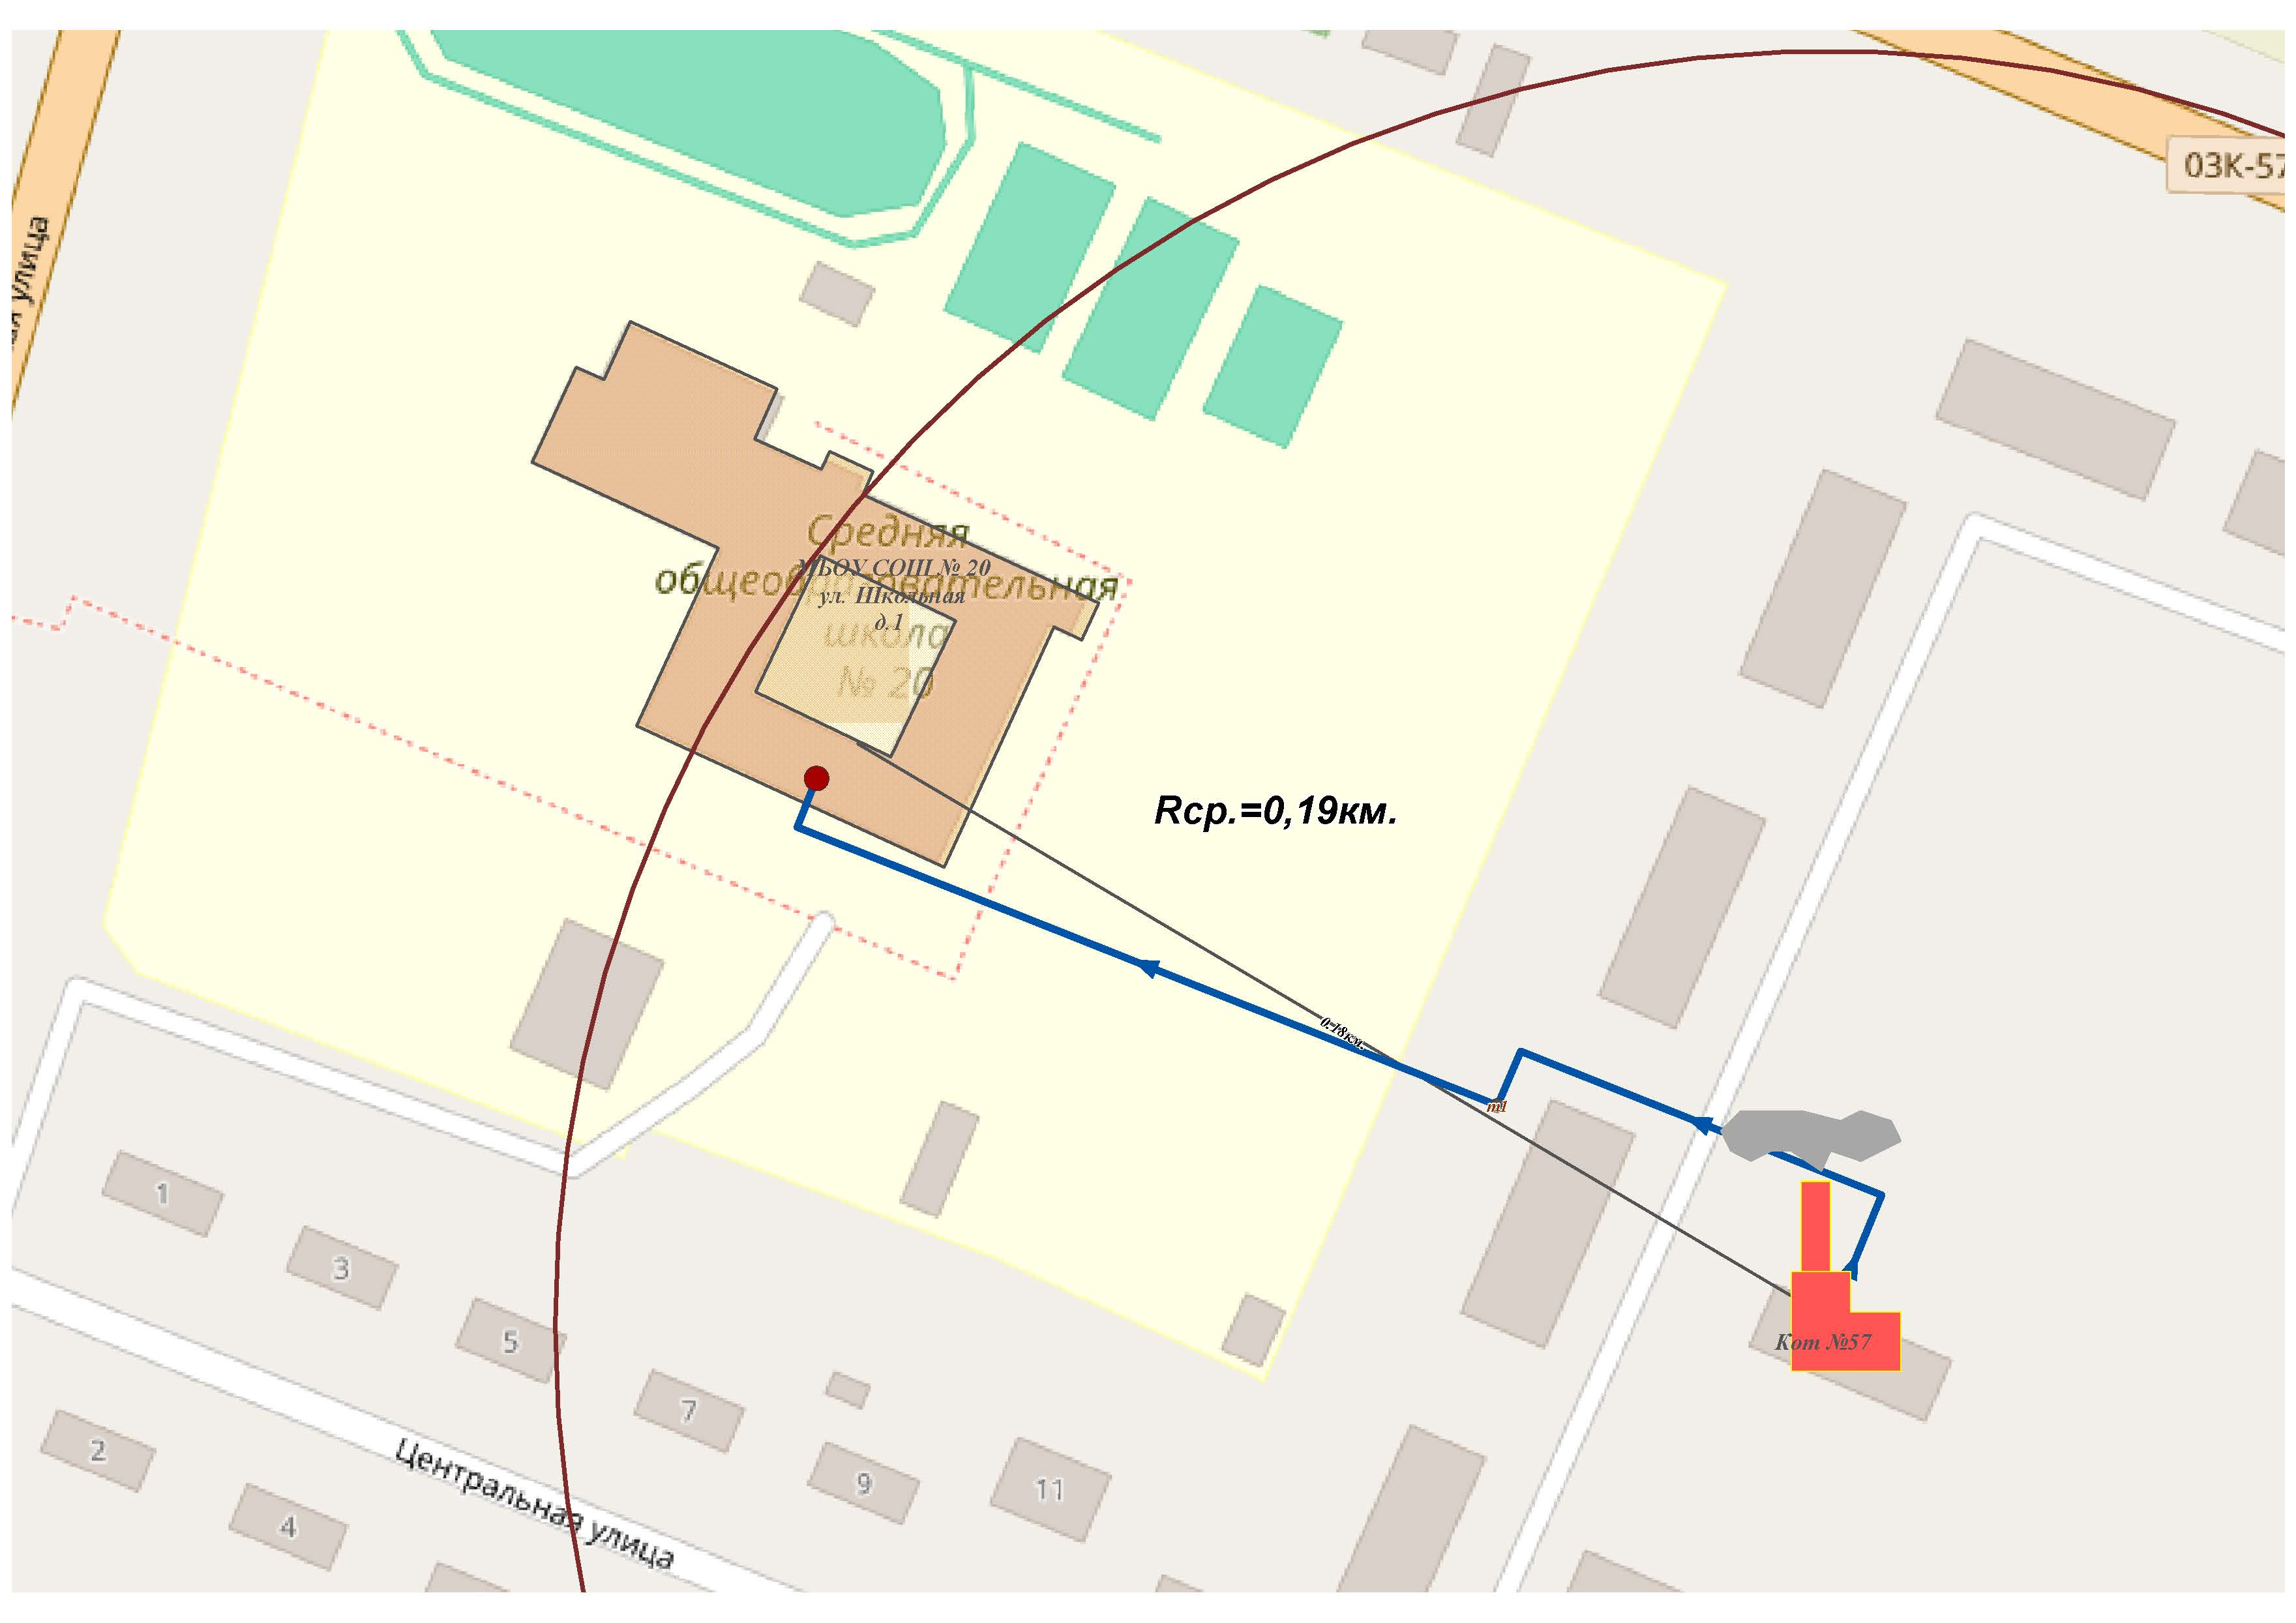 03К-57
ая улица
Средняя
общеобразовательная
школа
№ 20
МБОУ СОШ № 20
ул. Школьная
д.1
Rср.=0,19км.
0.18км.
т1
Кот №57
1
3
5
7
9
11
2
4
Центральная улица